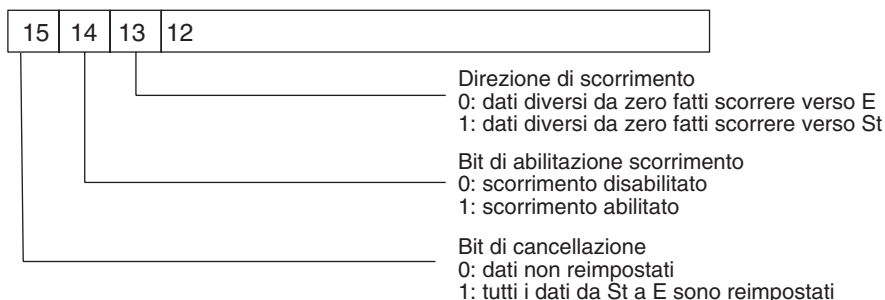 15 14 13 12
Direzione di scorrimento
0: dati diversi da zero fatti scorrere verso E
1: dati diversi da zero fatti scorrere verso St
Bit di abilitazione scorrimento
0: scorrimento disabilitato
1: scorrimento abilitato
Bit di cancellazione
0: dati non reimpostati
1: tutti i dati da St a E sono reimpostati